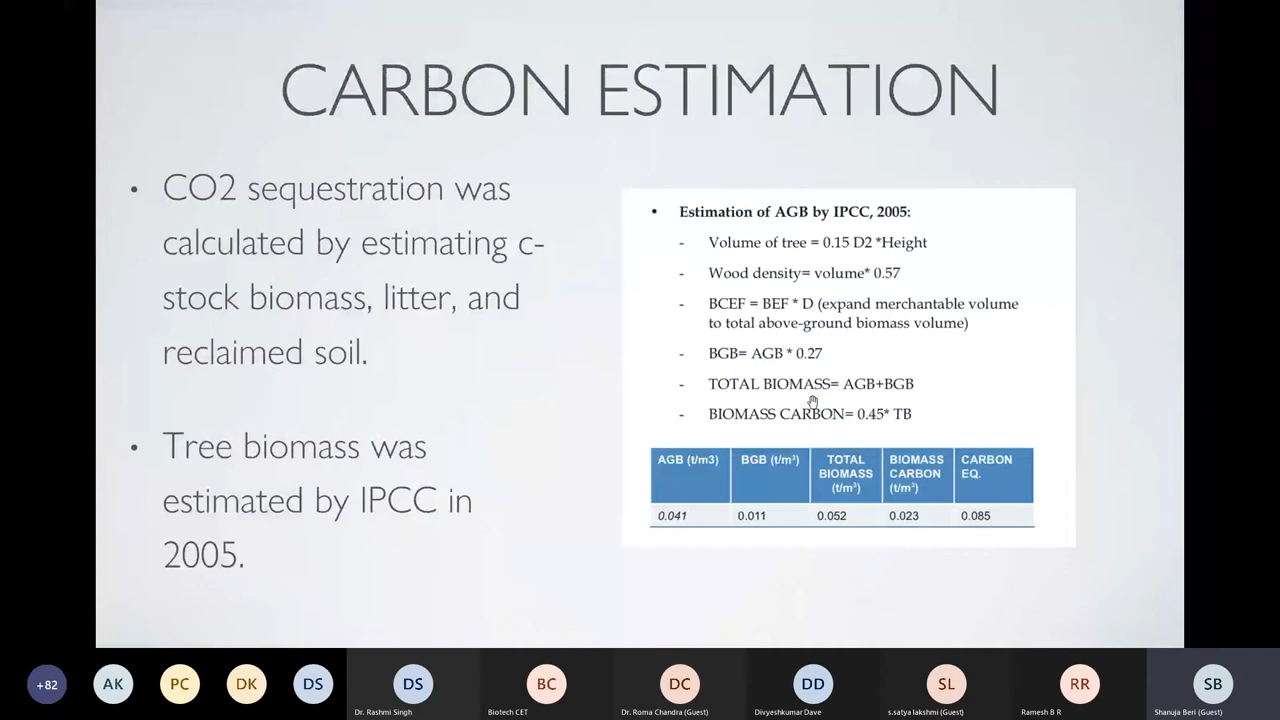 CARBON ESTIMATION
• CO2 sequestration was
calculated by estimating c-
stock biomass, litter, and
reclaimed soil.
• Tree biomass was
estimated by IPCC in
2005.
• Estimation of AGB by IPCC, 2005:
- Volume of tree = 0.15 D2 *Height
- Wood density= volume* 0.57
- BCEF = BEF * D (expand merchantable volume
to total above-ground biomass volume)
- BGB= AGB * 0.27
- TOTAL BIOMASS= AGB+BGB
- BIOMASS CARBON= 0.45* TB
AGB (t/m3) BGB (t/m³) TOTAL BIOMASS (t/m³) BIOMASS CARBON (t/m³) CARBON EQ.
0.041 0.011 0.052 0.023 0.085
+82 AK PC DK DS DS BC DC DD SL RR SB
Dr. Rashmi Singh Biotech CET Dr. Roma Chandra (Guest) Divyeshkumar Dave s.satya lakshmi (Guest) Ramesh B R Shanuja Beri (Guest)